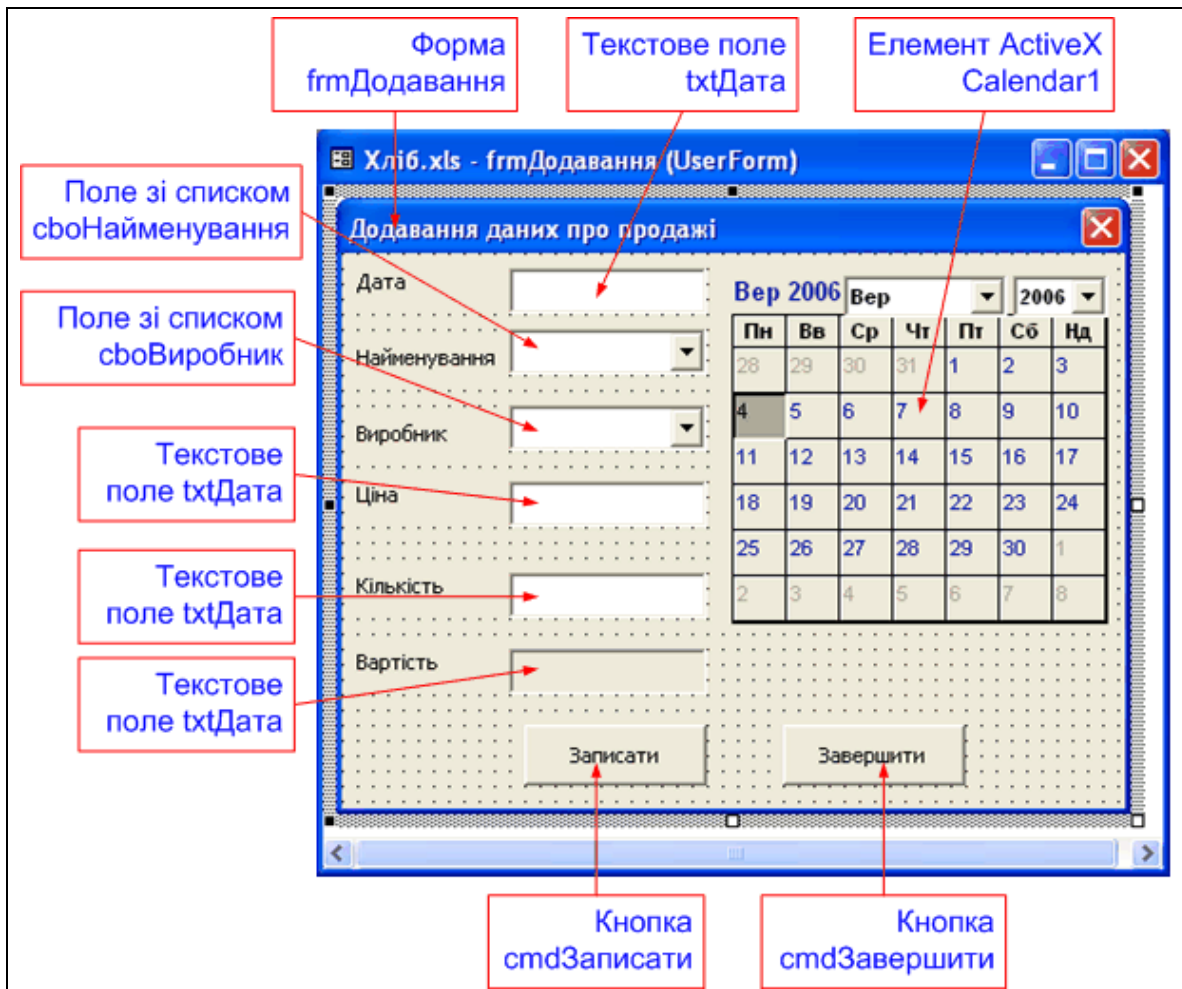 Форма
frmДодавання
Текстове поле
txtДата
Елемент ActiveX
Calendar1
Поле зі списком
cboНайменування
Поле зі списком
cboВиробник
Текстове
поле txtДата
Текстове
поле txtДата
Текстове
поле txtДата
Хліб.xls - frmДодавання (UserForm)
Додавання даних про продажі
Дата
Найменування
Виробник
Ціна
Кількість
Вартість
Вер 2006 Вер 2006
Пн Вв Ср Чт Пт Сб Нд
28 29 30 31 1 2 3
4 5 6 7 8 9 10
11 12 13 14 15 16 17
18 19 20 21 22 23 24
25 26 27 28 29 30 1
2 3 4 5 6 7 8
Записати Завершити
Кнопка
cmdЗаписати
Кнопка
cmdЗавершити